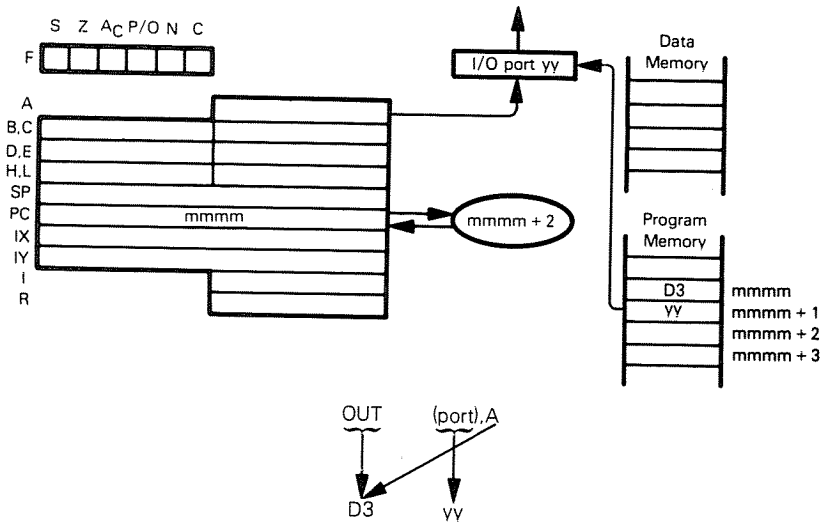 S Z AC P/O N C
F
A
B,C
D,E
H,L
SP
PC
IX
IY
I
R
mmmm
mmmm + 2
I/O port yy
Data
Memory
Program
Memory
D3 mmmm
yy mmmm + 1
mmmm + 2
mmmm + 3
OUT (port),A
D3 yy